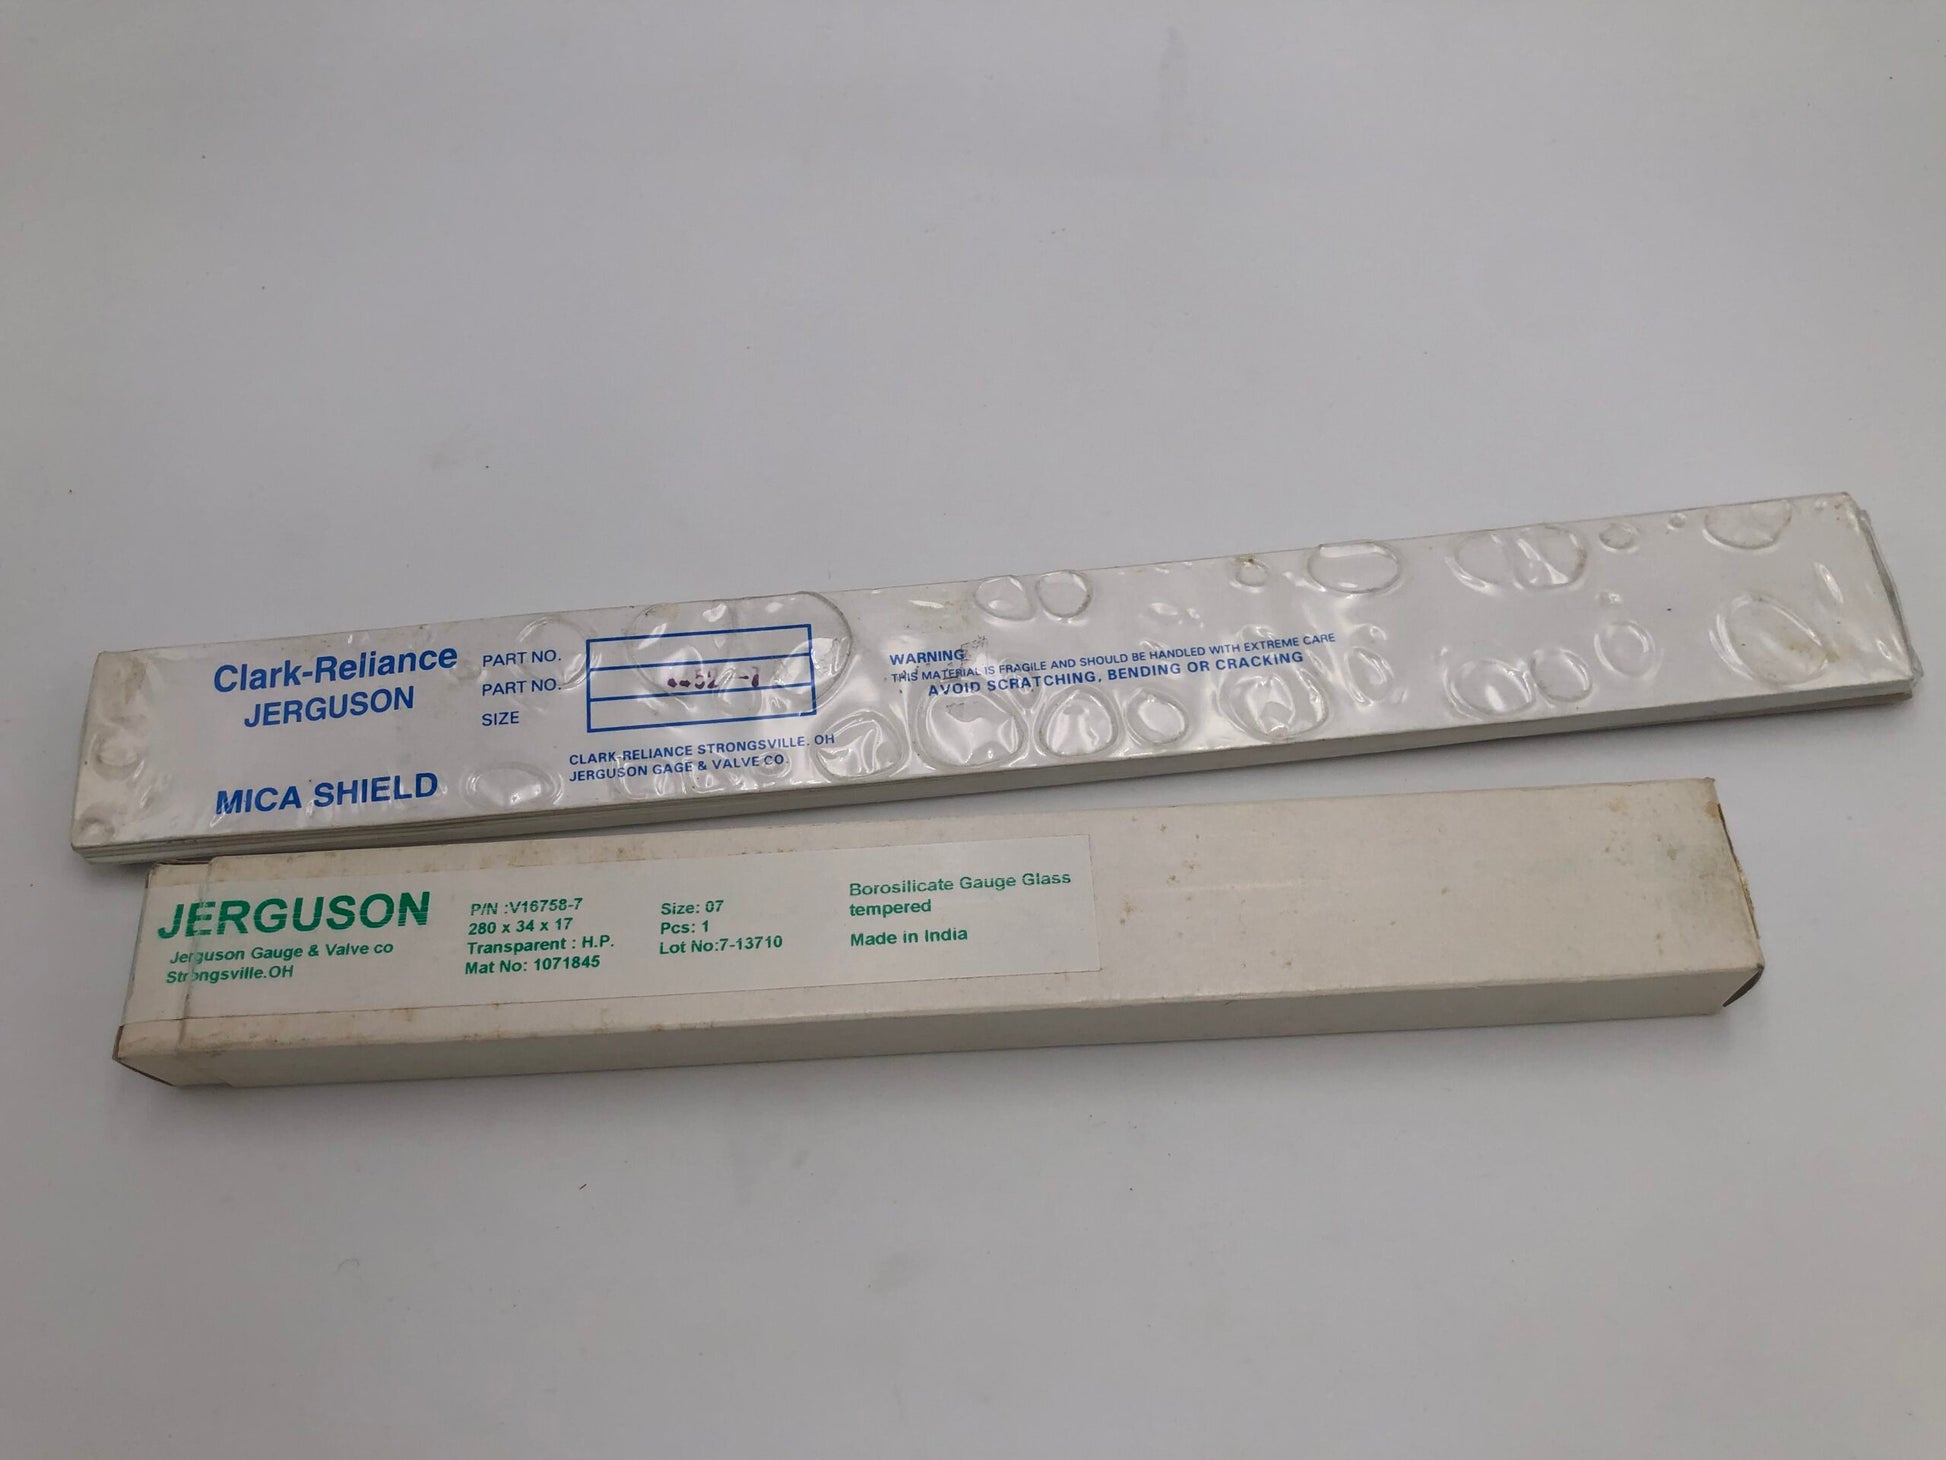 Clark-Reliance
JERGUSON
MICA SHIELD
PART NO.
PART NO.
SIZE
CLARK-RELIANCE STRONGSVILLE. OH
JERGUSON GAGE & VALVE CO.
WARNING
THIS MATERIAL IS FRAGILE AND SHOULD BE HANDLED WITH EXTREME CARE
AVOID SCRATCHING, BENDING OR CRACKING
JERGUSON
Jerguson Gauge & Valve co
Strongsville.OH
P/N :V16758-7
280 x 34 x 17
Transparent : H.P.
Mat No: 1071845
Size: 07
Pcs: 1
Lot No:7-13710
Borosilicate Gauge Glass
tempered
Made in India